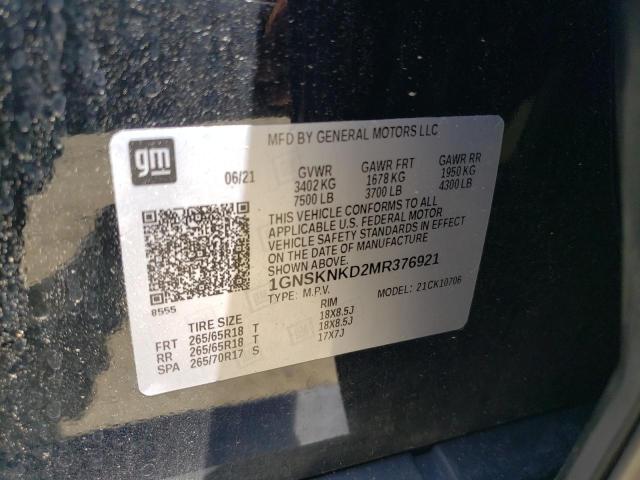 MFD BY GENERAL MOTORS LLC
gm
06/21
GVWR GAWR FRT GAWR RR
3402 KG 1678 KG 1950 KG
7500 LB 3700 LB 4300 LB
THIS VEHICLE CONFORMS TO ALL
APPLICABLE U.S. FEDERAL MOTOR
VEHICLE SAFETY STANDARDS IN EFFECT
ON THE DATE OF MANUFACTURE
SHOWN ABOVE.
1GNSKNKD2MR376921
TYPE: M.P.V. MODEL: 21CK10706
8555
TIRE SIZE RIM
FRT 265/65R18 T 18X8.5J
RR 265/65R18 T 18X8.5J
SPA 265/70R17 S 17X7J